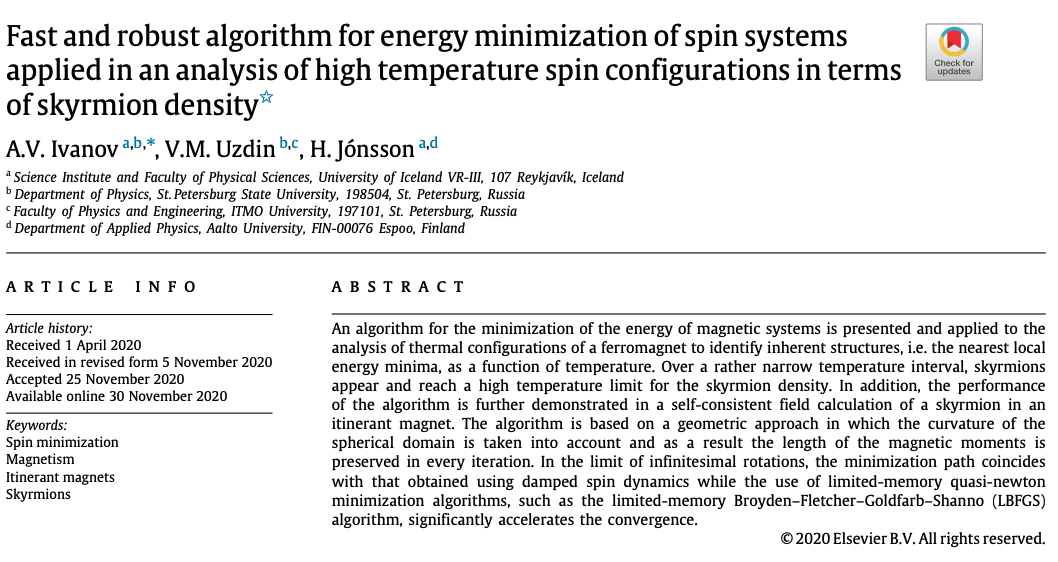 Fast and robust algorithm for energy minimization of spin systems
applied in an analysis of high temperature spin configurations in terms
of skyrmion density☆
Check for
updates
A.V. Ivanov a,b,*, V.M. Uzdin b,c, H. Jónsson a,d
a Science Institute and Faculty of Physical Sciences, University of Iceland VR-III, 107 Reykjavík, Iceland
b Department of Physics, St. Petersburg State University, 198504, St. Petersburg, Russia
c Faculty of Physics and Engineering, ITMO University, 197101, St. Petersburg, Russia
d Department of Applied Physics, Aalto University, FIN-00076 Espoo, Finland
ARTICLE INFO
Article history:
Received 1 April 2020
Received in revised form 5 November 2020
Accepted 25 November 2020
Available online 30 November 2020
Keywords:
Spin minimization
Magnetism
Itinerant magnets
Skyrmions
ABSTRACT
An algorithm for the minimization of the energy of magnetic systems is presented and applied to the
analysis of thermal configurations of a ferromagnet to identify inherent structures, i.e. the nearest local
energy minima, as a function of temperature. Over a rather narrow temperature interval, skyrmions
appear and reach a high temperature limit for the skyrmion density. In addition, the performance
of the algorithm is further demonstrated in a self-consistent field calculation of a skyrmion in an
itinerant magnet. The algorithm is based on a geometric approach in which the curvature of the
spherical domain is taken into account and as a result the length of the magnetic moments is
preserved in every iteration. In the limit of infinitesimal rotations, the minimization path coincides
with that obtained using damped spin dynamics while the use of limited-memory quasi-newton
minimization algorithms, such as the limited-memory Broyden–Fletcher–Goldfarb–Shanno (LBFGS)
algorithm, significantly accelerates the convergence.
© 2020 Elsevier B.V. All rights reserved.